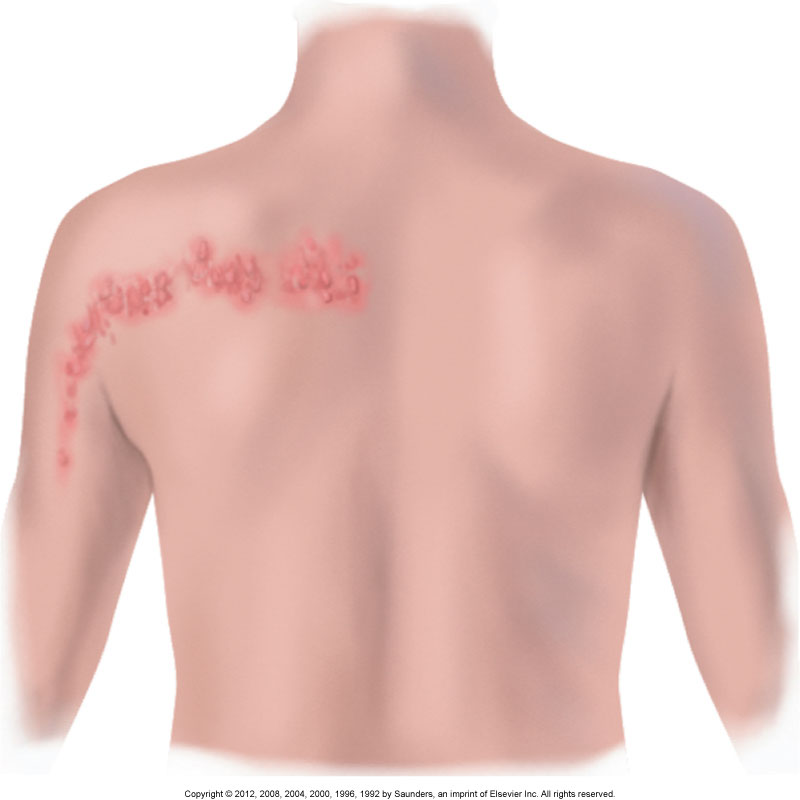 Copyright © 2012, 2008, 2004, 2000, 1996, 1992 by Saunders, an imprint of Elsevier Inc. All rights reserved.